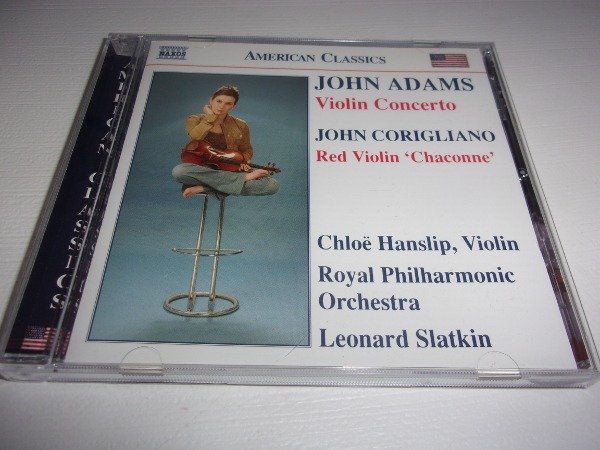 NAXOS
AMERICAN CLASSICS
JOHN ADAMS
Violin Concerto
JOHN CORIGLIANO
Red Violin ‘Chaconne’
Chloë Hanslip, Violin
Royal Philharmonic
Orchestra
Leonard Slatkin
AMERICAN CLASSICS